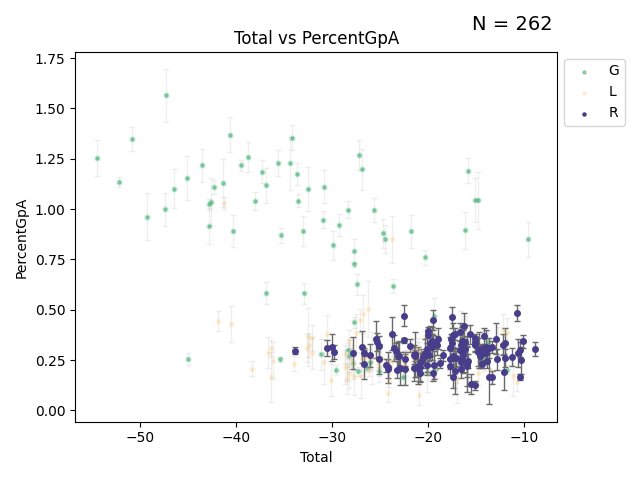 N = 262
Total vs PercentGpA
G
L
R
PercentGpA
1.75
1.50
1.25
1.00
0.75
0.50
0.25
0.00
−50 −40 −30 −20 −10
Total